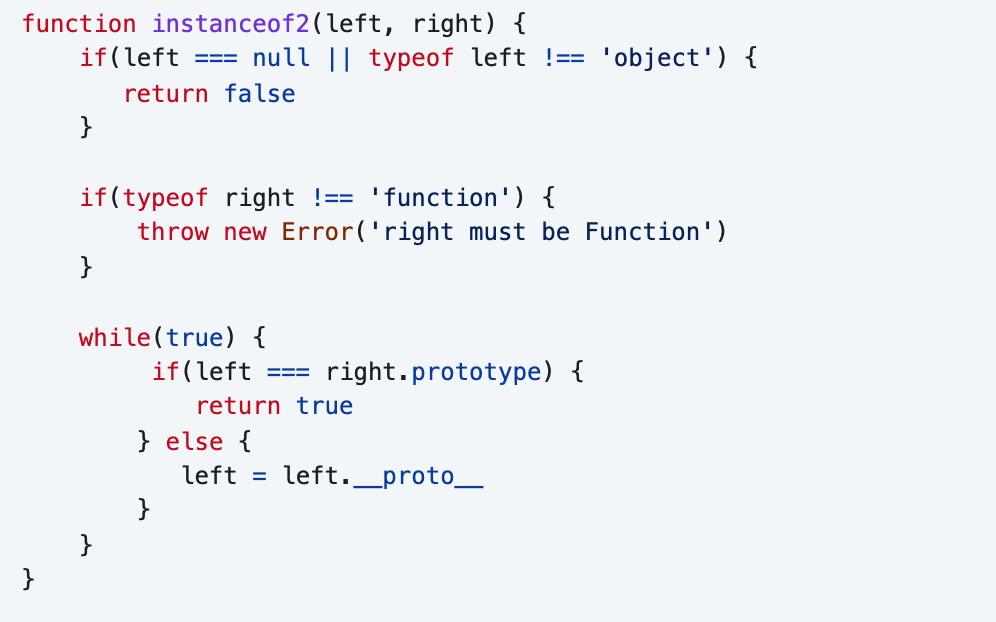 function instanceof2(left, right) {
    if(left === null || typeof left !== 'object') {
       return false
    }

    if(typeof right !== 'function') {
        throw new Error('right must be Function')
    }

    while(true) {
         if(left === right.prototype) {
            return true
        } else {
           left = left.__proto__
        }
    }
}